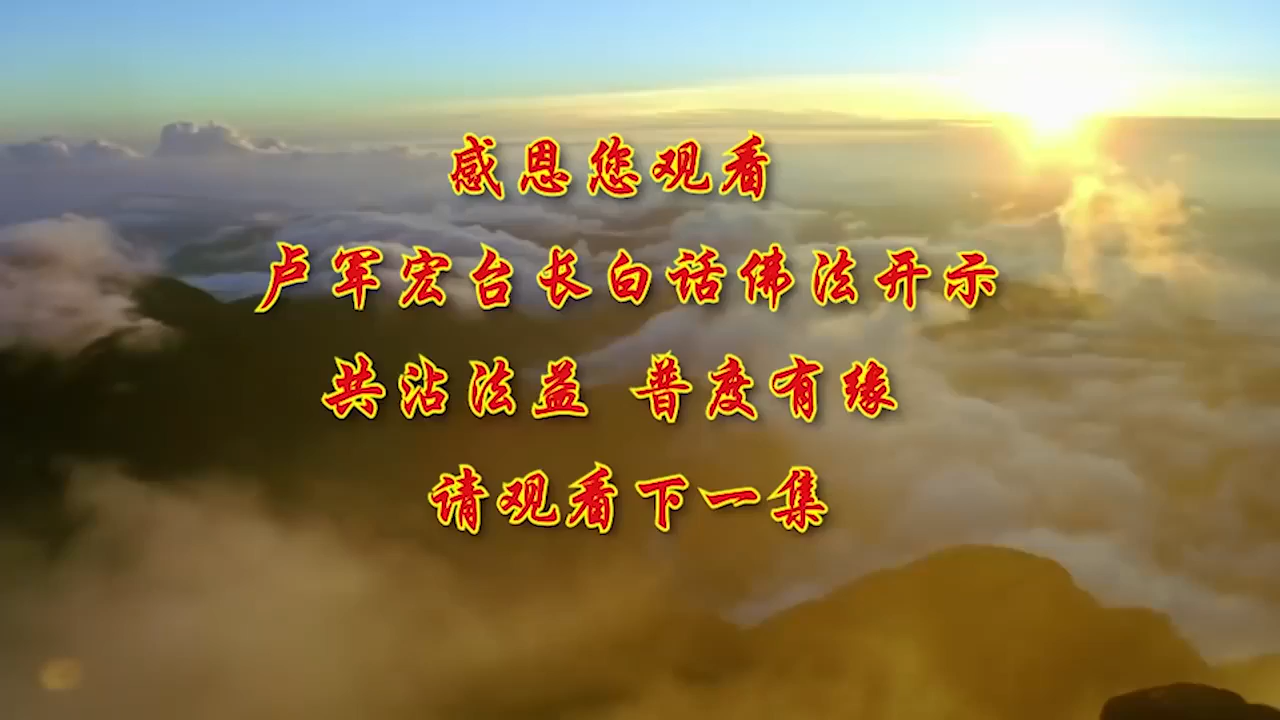 感恩您观看
卢军宏台长白话佛法开示
共沾法益 普度有缘
请观看下一集